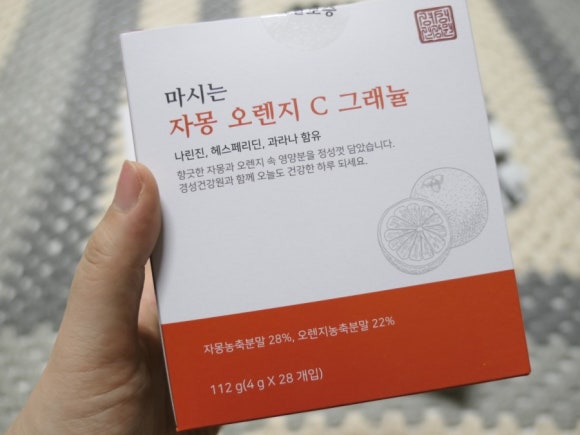 마시는
자몽 오렌지 C 그래뉼
나린진, 헤스페리딘, 과라나 함유
향긋한 자몽과 오렌지 속 영양분을 정성껏 담았습니다.
경성건강원과 함께 오늘도 건강한 하루 되세요.
자몽농축분말 28%, 오렌지농축분말 22%
112 g(4 g X 28 개입)